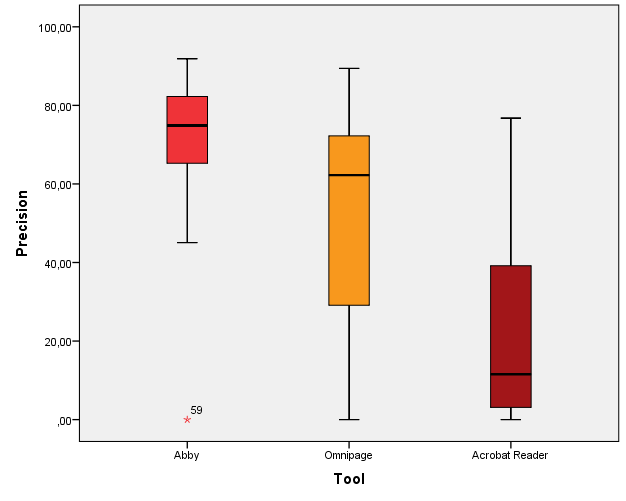 100,00
80,00
60,00
40,00
20,00
,00
Precision
59
Abby
Omnipage
Acrobat Reader
Tool